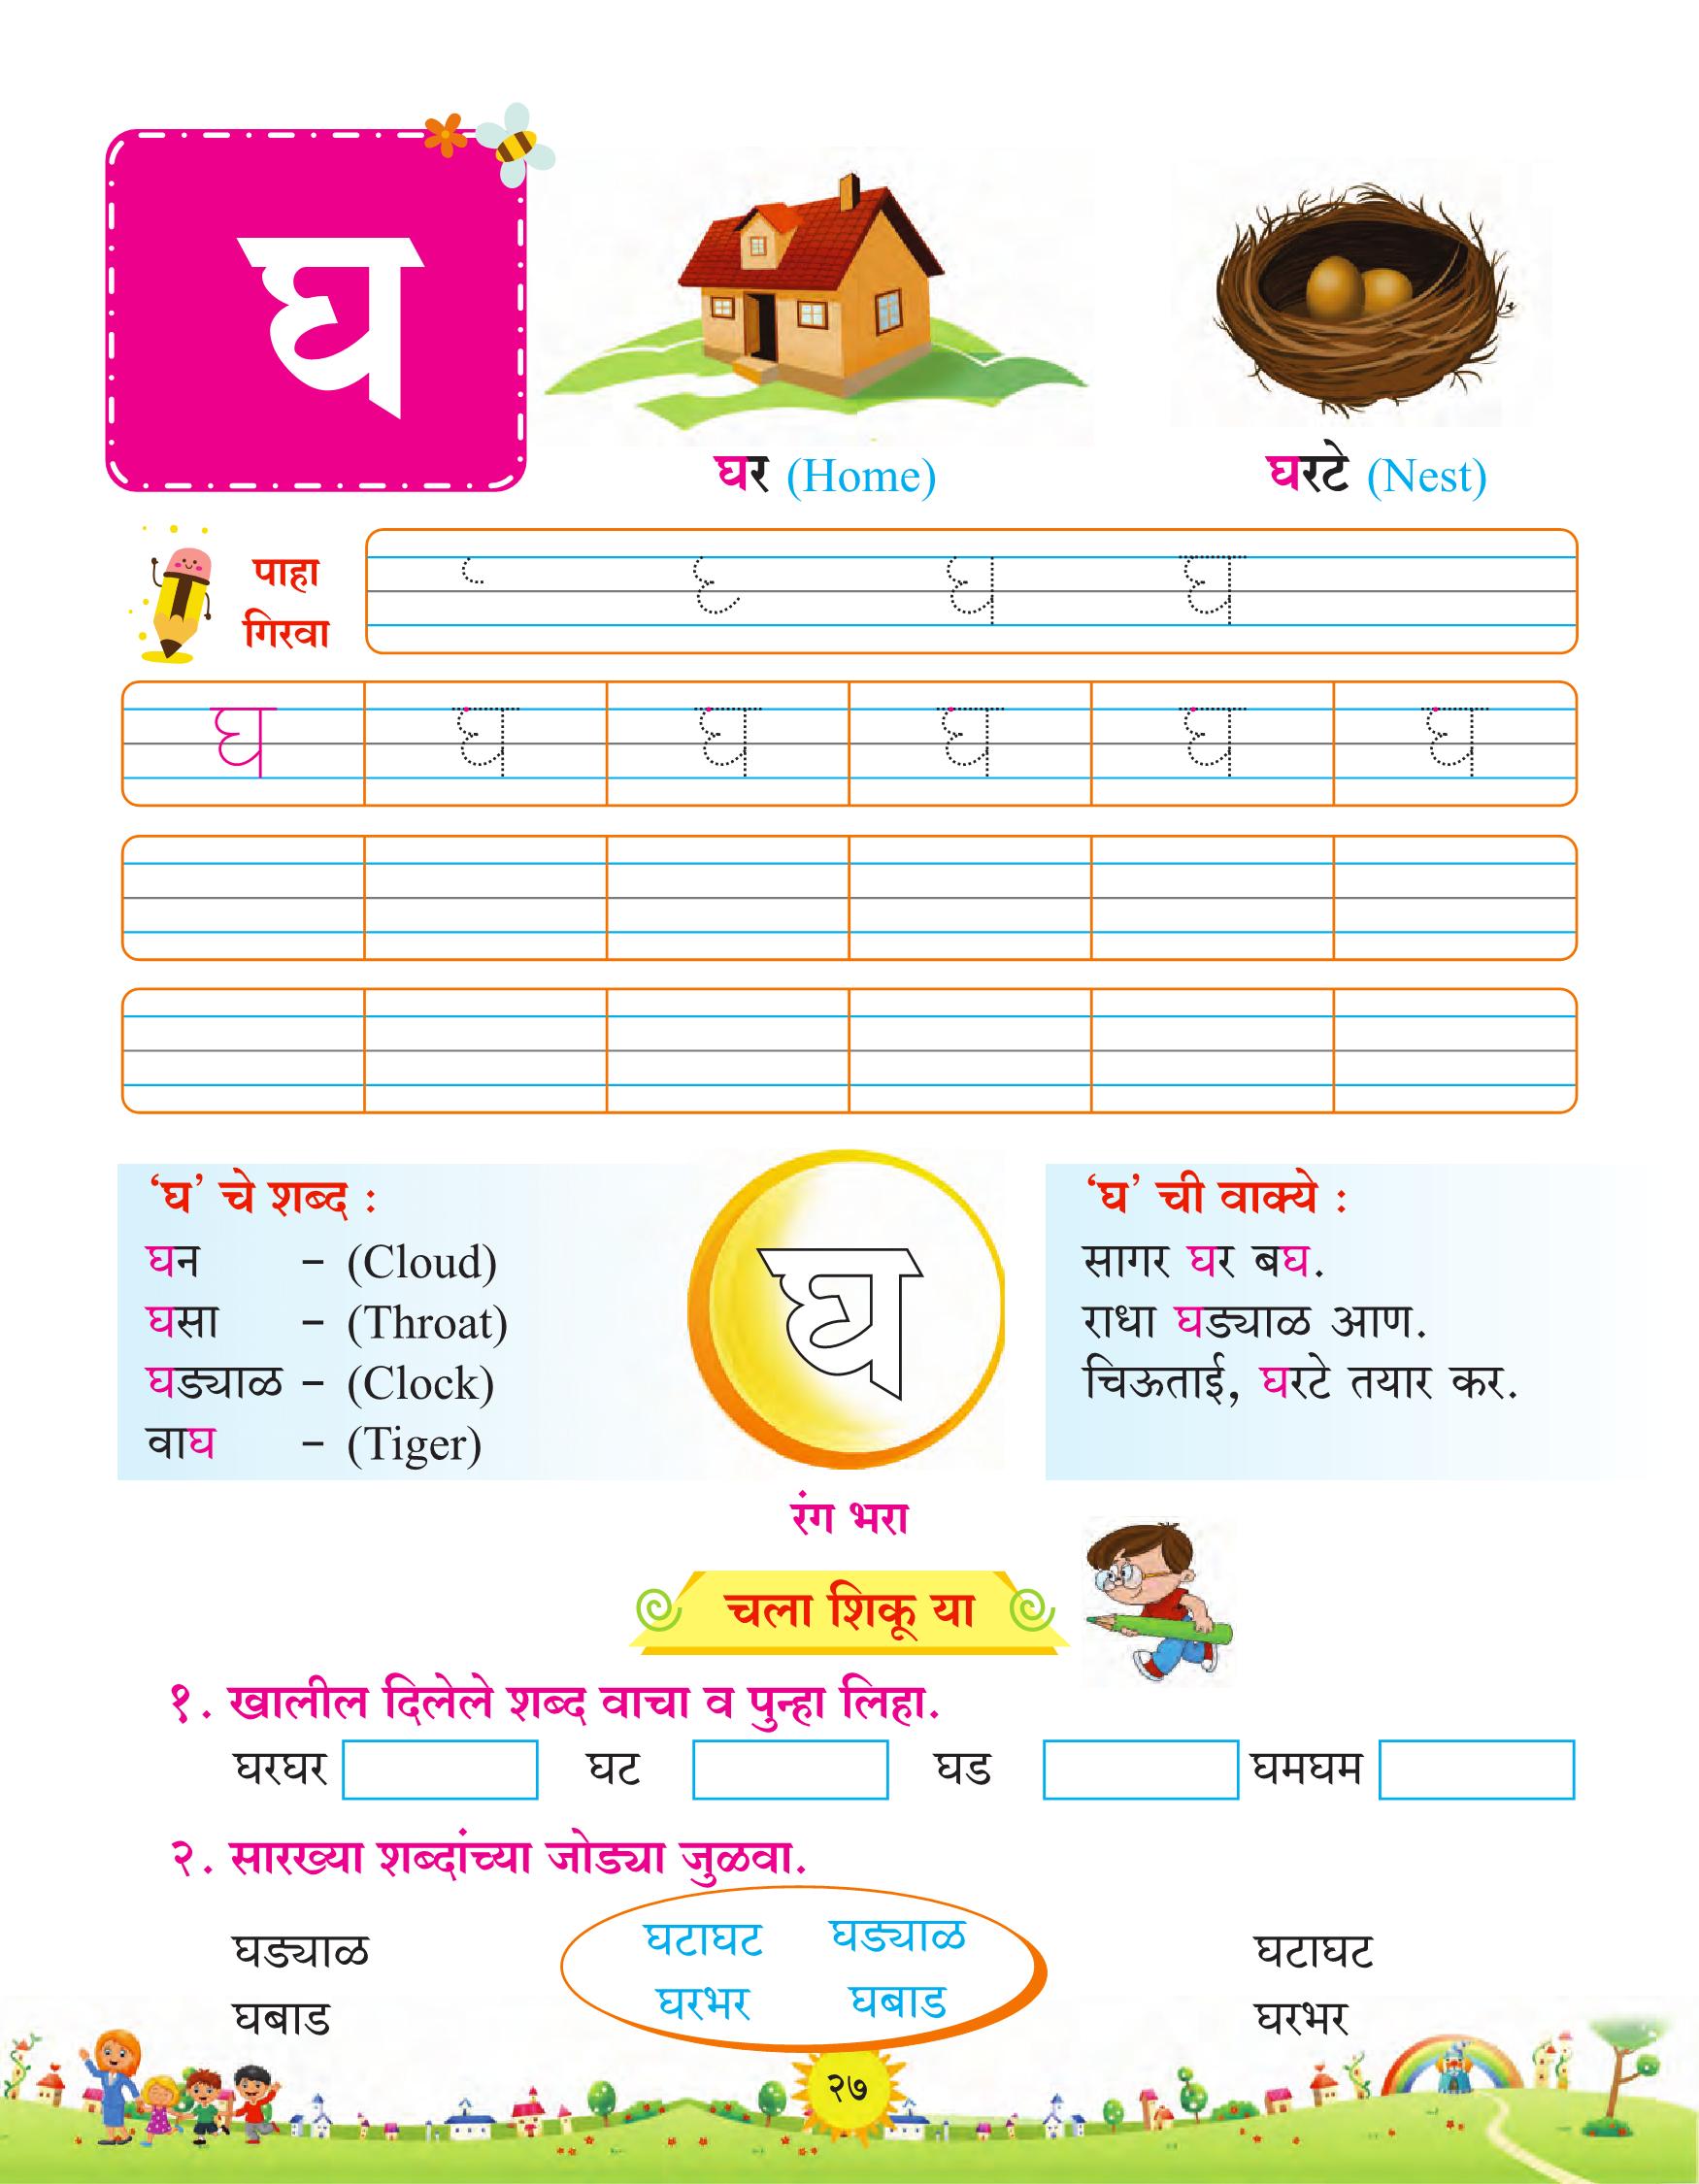 घ
घर (Home)
घरटे (Nest)
पाहा
गिरवा
घ घ
घ घ घ घ घ घ
‘घ’ चे शब्द :
घन – (Cloud)
घसा – (Throat)
घड्याळ – (Clock)
वाघ – (Tiger)
घ
रंग भरा
‘घ’ ची वाक्ये :
सागर घर बघ.
राधा घड्याळ आण.
चिऊताई, घरटे तयार कर.
चला शिकू या
१. खालील दिलेले शब्द वाचा व पुन्हा लिहा.
घरघर घट घड घमघम
२. सारख्या शब्दांच्या जोड्या जुळवा.
घड्याळ घटाघट घड्याळ घटाघट
घबाड घरभर घबाड घरभर
२७